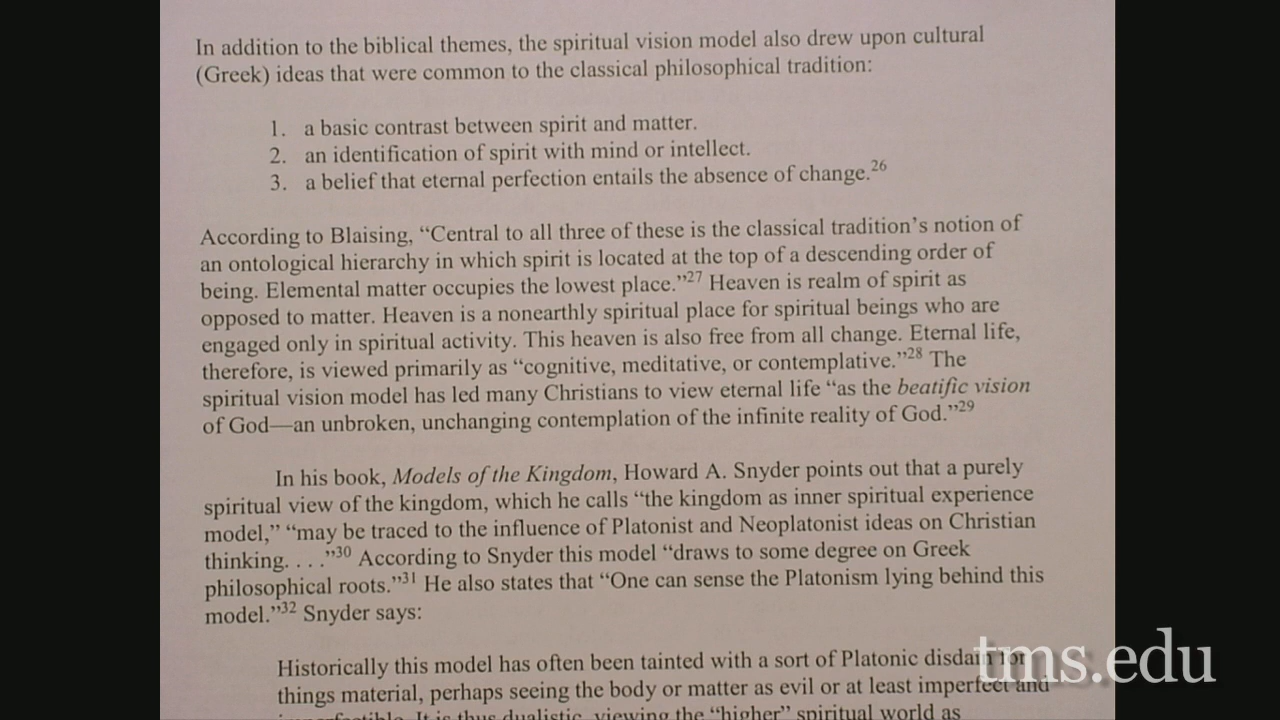 In addition to the biblical themes, the spiritual vision model also drew upon cultural
(Greek) ideas that were common to the classical philosophical tradition:
1. a basic contrast between spirit and matter.
2. an identification of spirit with mind or intellect.
3. a belief that eternal perfection entails the absence of change.26
According to Blaising, “Central to all three of these is the classical tradition’s notion of
an ontological hierarchy in which spirit is located at the top of a descending order of
being. Elemental matter occupies the lowest place.”27 Heaven is realm of spirit as
opposed to matter. Heaven is a nonearthly spiritual place for spiritual beings who are
engaged only in spiritual activity. This heaven is also free from all change. Eternal life,
therefore, is viewed primarily as “cognitive, meditative, or contemplative.”28 The
spiritual vision model has led many Christians to view eternal life “as the beatific vision
of God—an unbroken, unchanging contemplation of the infinite reality of God.”29
In his book, Models of the Kingdom, Howard A. Snyder points out that a purely
spiritual view of the kingdom, which he calls “the kingdom as inner spiritual experience
model,” “may be traced to the influence of Platonist and Neoplatonist ideas on Christian
thinking. . . .”30 According to Snyder this model “draws to some degree on Greek
philosophical roots.”31 He also states that “One can sense the Platonism lying behind this
model.”32 Snyder says:
Historically this model has often been tainted with a sort of Platonic disdain for
things material, perhaps seeing the body or matter as evil or at least imperfect and
It is thus dualistic, viewing the “higher” spiritual world as
tms.edu